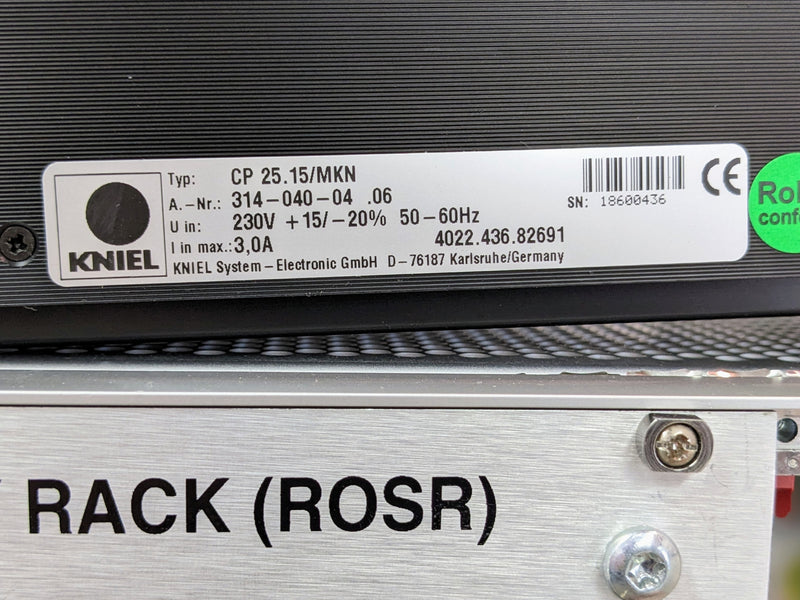 KNIEL
Typ: CP 25.15/MKN
A.-Nr.: 314-040-04 .06
U in: 230V +15/-20% 50-60Hz
I in max.: 3,0A 4022.436.82691
KNIEL System-Electronic GmbH D-76187 Karlsruhe/Germany
SN: 18600436
CE
RACK (ROSR)